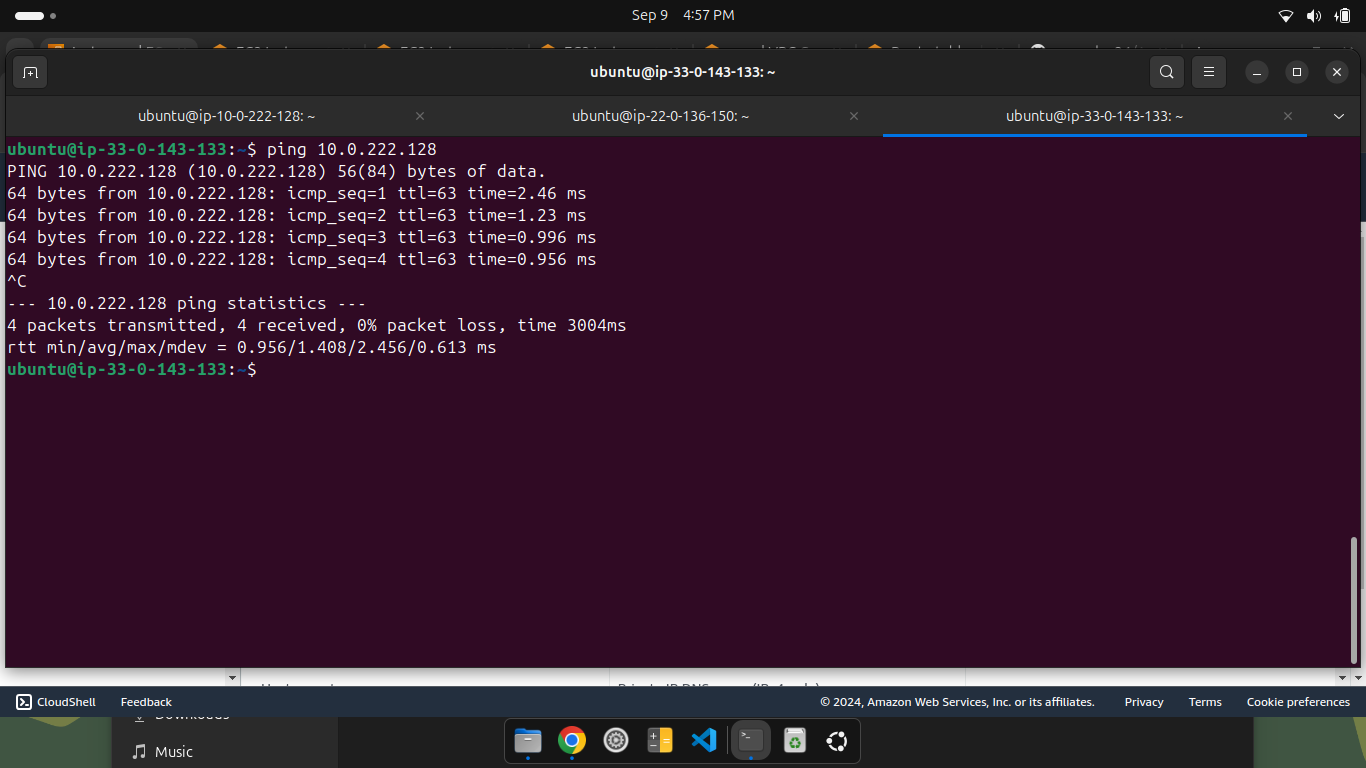 Sep 9 4:57 PM
ubuntu@ip-33-0-143-133: ~
ubuntu@ip-10-0-222-128: ~
ubuntu@ip-22-0-136-150: ~
ubuntu@ip-33-0-143-133: ~
ubuntu@ip-33-0-143-133:~$ ping 10.0.222.128
PING 10.0.222.128 (10.0.222.128) 56(84) bytes of data.
64 bytes from 10.0.222.128: icmp_seq=1 ttl=63 time=2.46 ms
64 bytes from 10.0.222.128: icmp_seq=2 ttl=63 time=1.23 ms
64 bytes from 10.0.222.128: icmp_seq=3 ttl=63 time=0.996 ms
64 bytes from 10.0.222.128: icmp_seq=4 ttl=63 time=0.956 ms
^C
--- 10.0.222.128 ping statistics ---
4 packets transmitted, 4 received, 0% packet loss, time 3004ms
rtt min/avg/max/mdev = 0.956/1.408/2.456/0.613 ms
ubuntu@ip-33-0-143-133:~$
CloudShell Feedback © 2024, Amazon Web Services, Inc. or its affiliates. Privacy Terms Cookie preferences
Downloads
Music